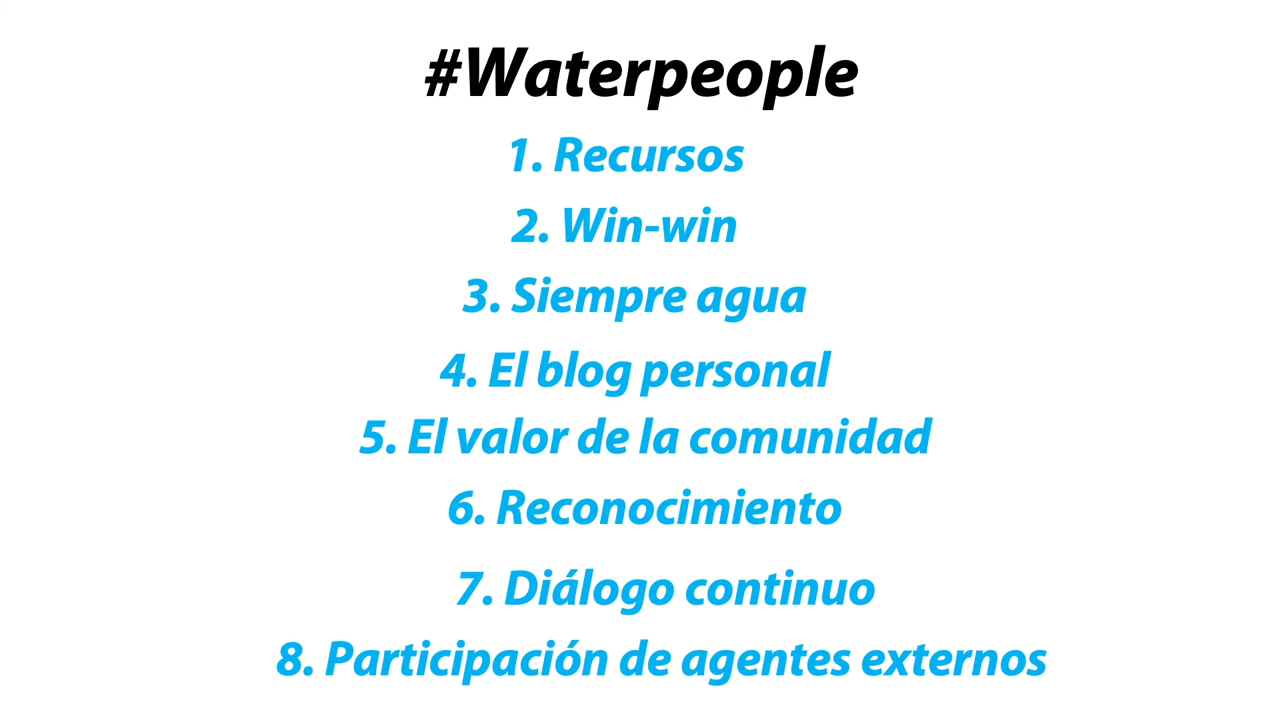 #Waterpeople
1. Recursos
2. Win-win
3. Siempre agua
4. El blog personal
5. El valor de la comunidad
6. Reconocimiento
7. Diálogo continuo
8. Participación de agentes externos